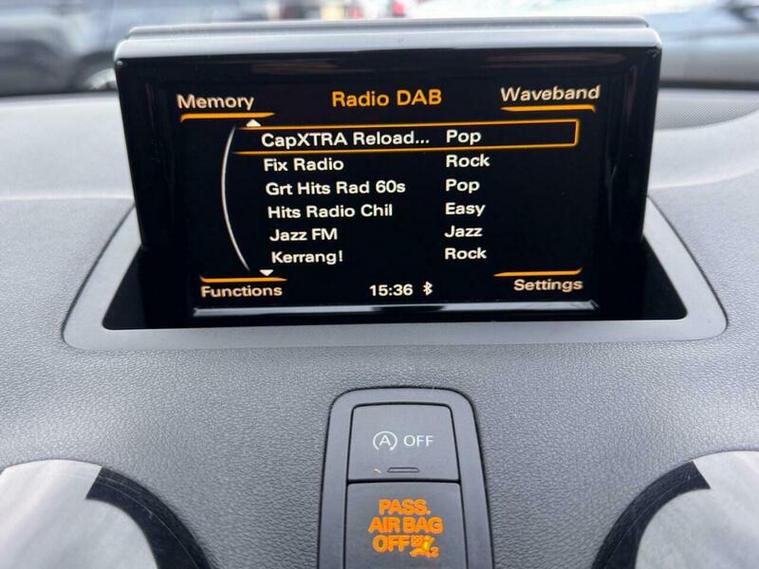 Memory Radio DAB Waveband
CapXTRA Reload... Pop
Fix Radio Rock
Grt Hits Rad 60s Pop
Hits Radio Chil Easy
Jazz FM Jazz
Kerrang! Rock
Functions 15:36 Settings
A OFF
PASS.
AIR BAG
OFF